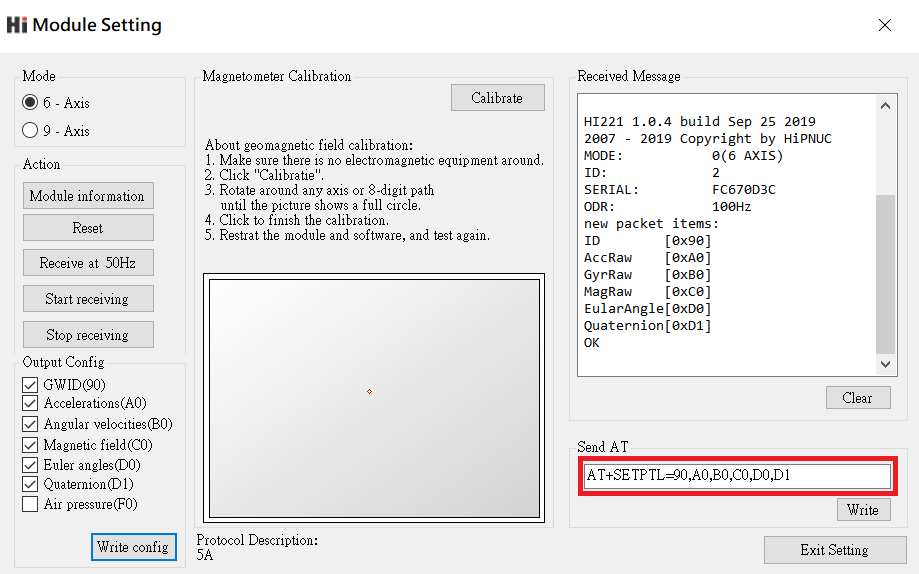 Hi Module Setting
Mode
6 - Axis
9 - Axis
Action
Module information
Reset
Receive at 50Hz
Start receiving
Stop receiving
Output Config
GWID(90)
Accelerations(A0)
Angular velocities(B0)
Magnetic field(C0)
Euler angles(D0)
Quaternion(D1)
Air pressure(F0)
Write config
Magnetometer Calibration
Calibrate
About geomagnetic field calibration:
1. Make sure there is no electromagnetic equipment around.
2. Click "Calibratie".
3. Rotate around any axis or 8-digit path
until the picture shows a full circle.
4. Click to finish the calibration.
5. Restrat the module and software, and test again.
Protocol Description:
5A
Received Message
HI221 1.0.4 build Sep 25 2019
2007 - 2019 Copyright by HiPNUC
MODE: 0(6 AXIS)
ID: 2
SERIAL: FC670D3C
ODR: 100Hz
new packet items:
ID [0x90]
AccRaw [0xA0]
GyrRaw [0xB0]
MagRaw [0xC0]
EularAngle[0xD0]
Quaternion[0xD1]
OK
Clear
Send AT
AT+SETPTL=90,A0,B0,C0,D0,D1
Write
Exit Setting